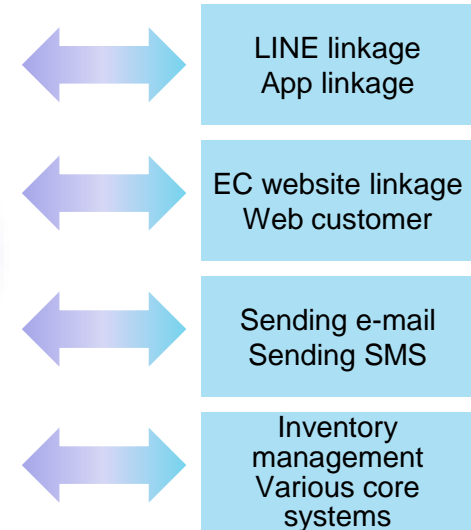 LINE linkage
App linkage
EC website linkage
Web customer
Sending e-mail
Sending SMS
Inventory
management
Various core
systems